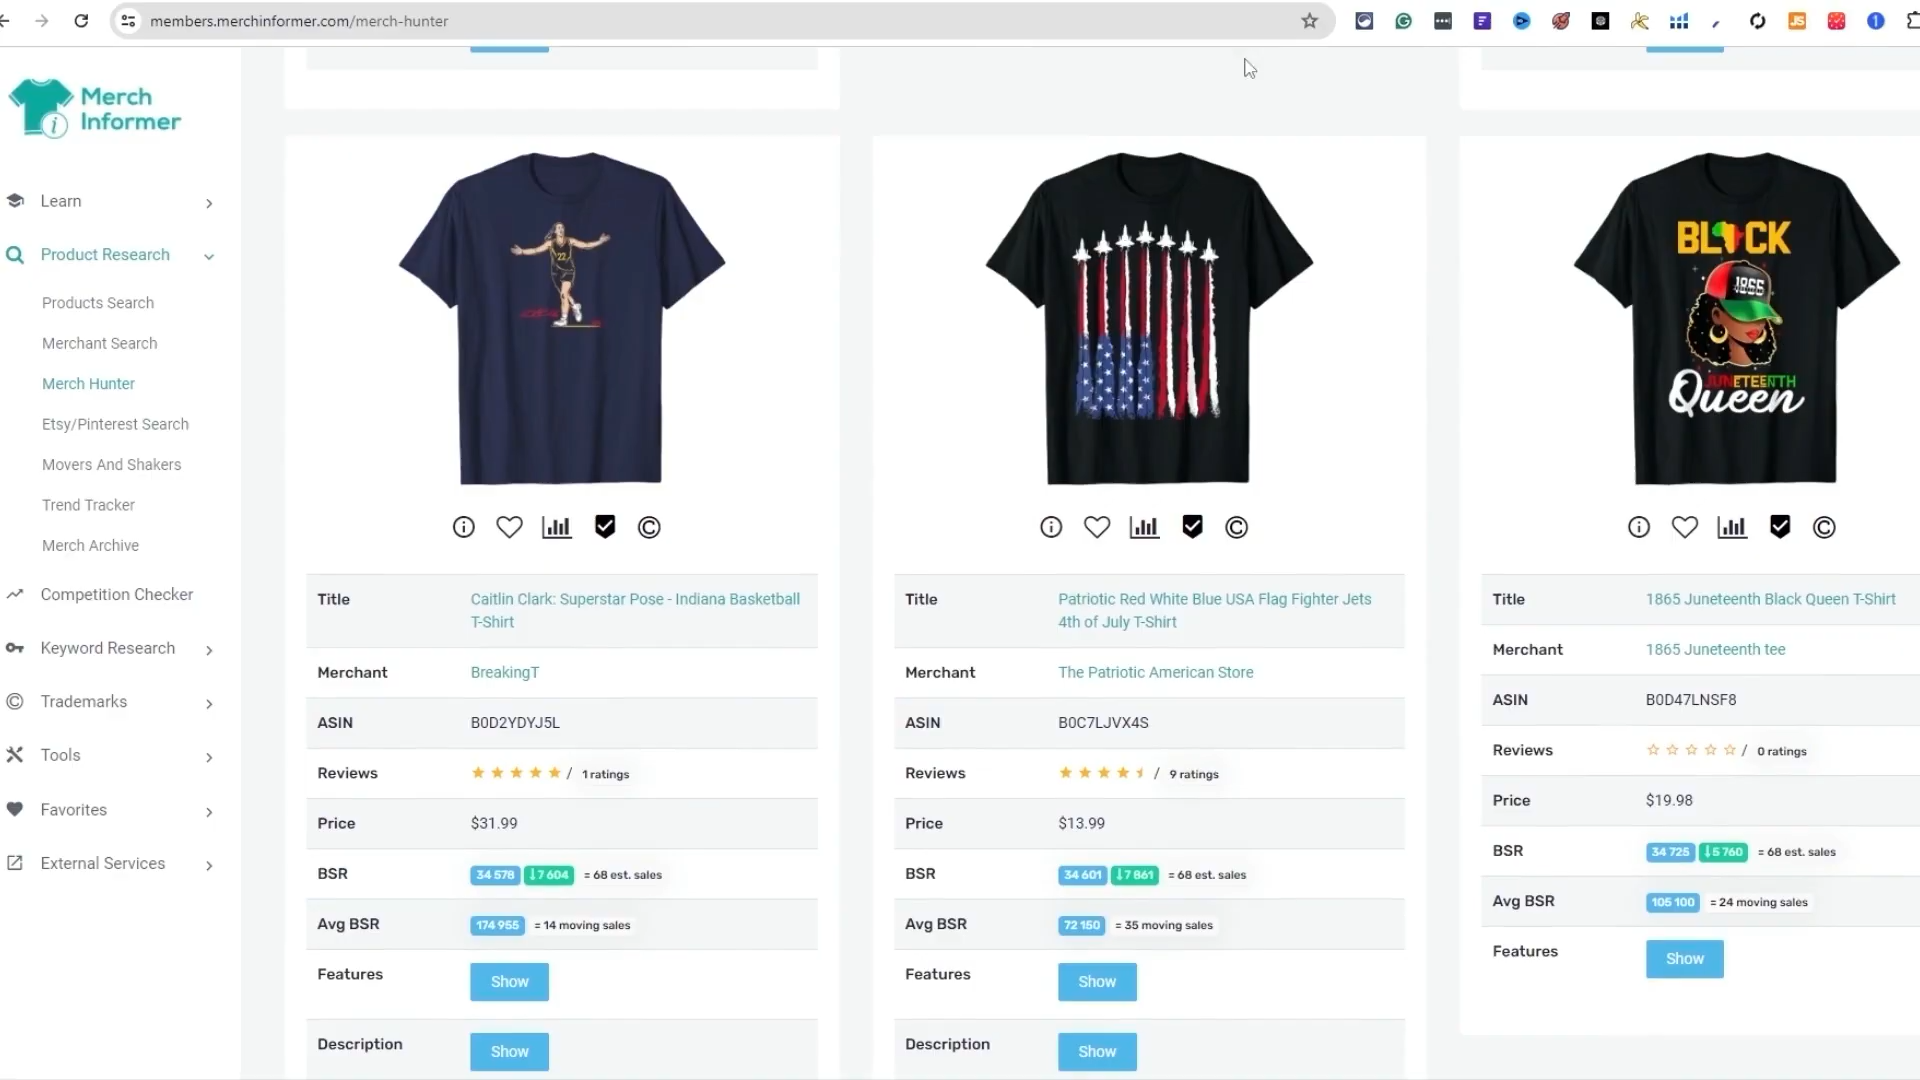 members.merchinformer.com/merch-hunter
Merch
Informer
Learn
Product Research
Products Search
Merchant Search
Merch Hunter
Etsy/Pinterest Search
Movers And Shakers
Trend Tracker
Merch Archive
Competition Checker
Keyword Research
Trademarks
Tools
Favorites
External Services
22
Title
Caitlin Clark: Superstar Pose - Indiana Basketball
T-Shirt
Merchant
BreakingT
ASIN
B0D2YDYJ5L
Reviews
/ 1 ratings
Price
$31.99
BSR
34 578 ↓7 604 = 68 est. sales
Avg BSR
174 955 = 14 moving sales
Features
Show
Description
Show
Title
Patriotic Red White Blue USA Flag Fighter Jets
4th of July T-Shirt
Merchant
The Patriotic American Store
ASIN
B0C7LJVX4S
Reviews
/ 9 ratings
Price
$13.99
BSR
34 601 ↓7 861 = 68 est. sales
Avg BSR
72 150 = 35 moving sales
Features
Show
Description
Show
BLACK
1866
JUNETEENTH
Queen
Title
1865 Juneteenth Black Queen T-Shirt
Merchant
1865 Juneteenth tee
ASIN
B0D47LNSF8
Reviews
/ 0 ratings
Price
$19.98
BSR
34 725 ↓5 760 = 68 est. sales
Avg BSR
105 100 = 24 moving sales
Features
Show